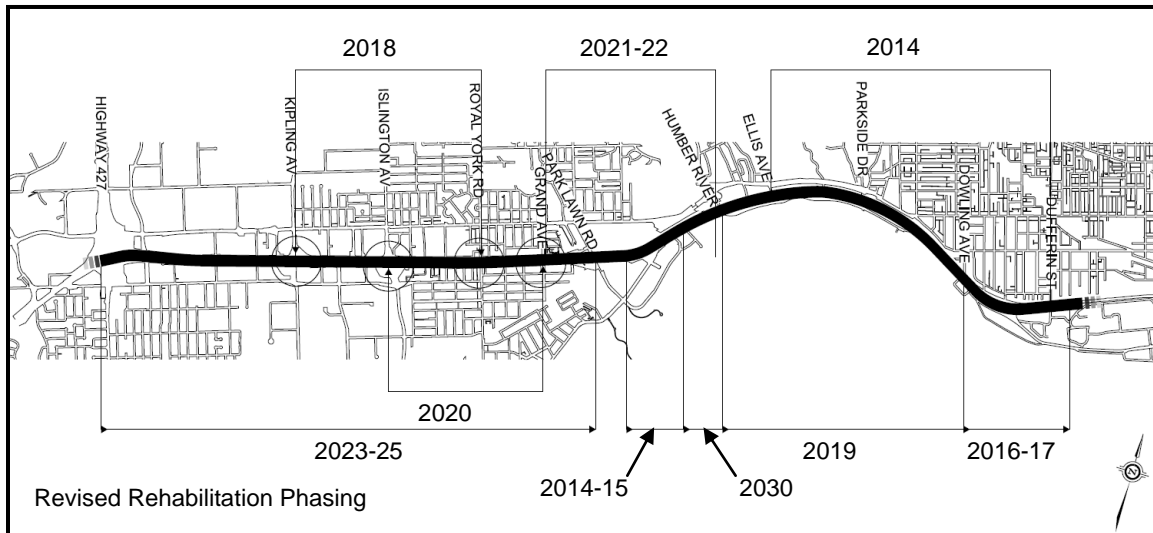 2018
2021-22
2014
HIGHWAY 427
KIPLING AV
ISLINGTON AV
ROYAL YORK RD
GRAND AVE
PARK LAWN RD
HUMBER RIVER
ELLIS AVE
PARKSIDE DR
DOWLING AVE
DUFFERIN ST
2020
2023-25
2014-15
2030
2019
2016-17
Revised Rehabilitation Phasing
N